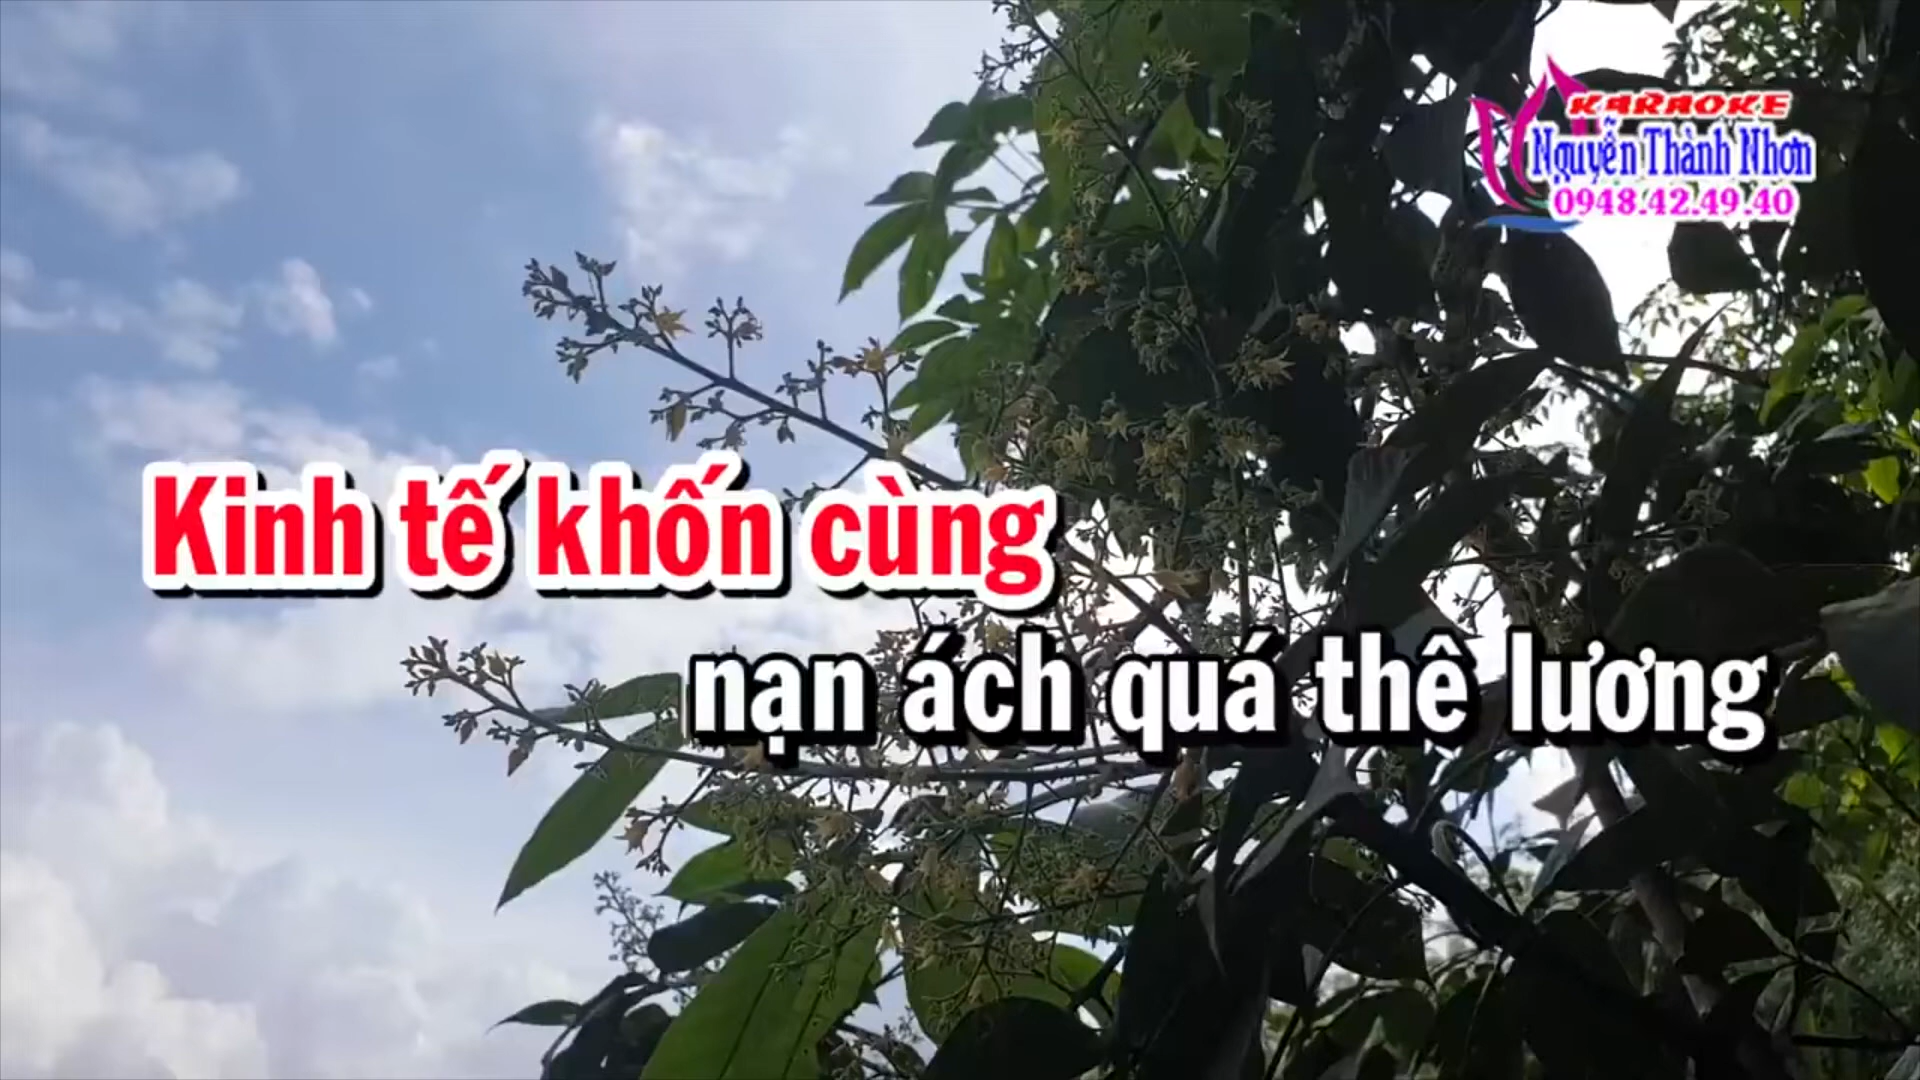 KARAOKE
Nguyễn Thành Nhơn
0948.42.49.40
Kinh tế khốn cùng
nạn ách quá thê lương